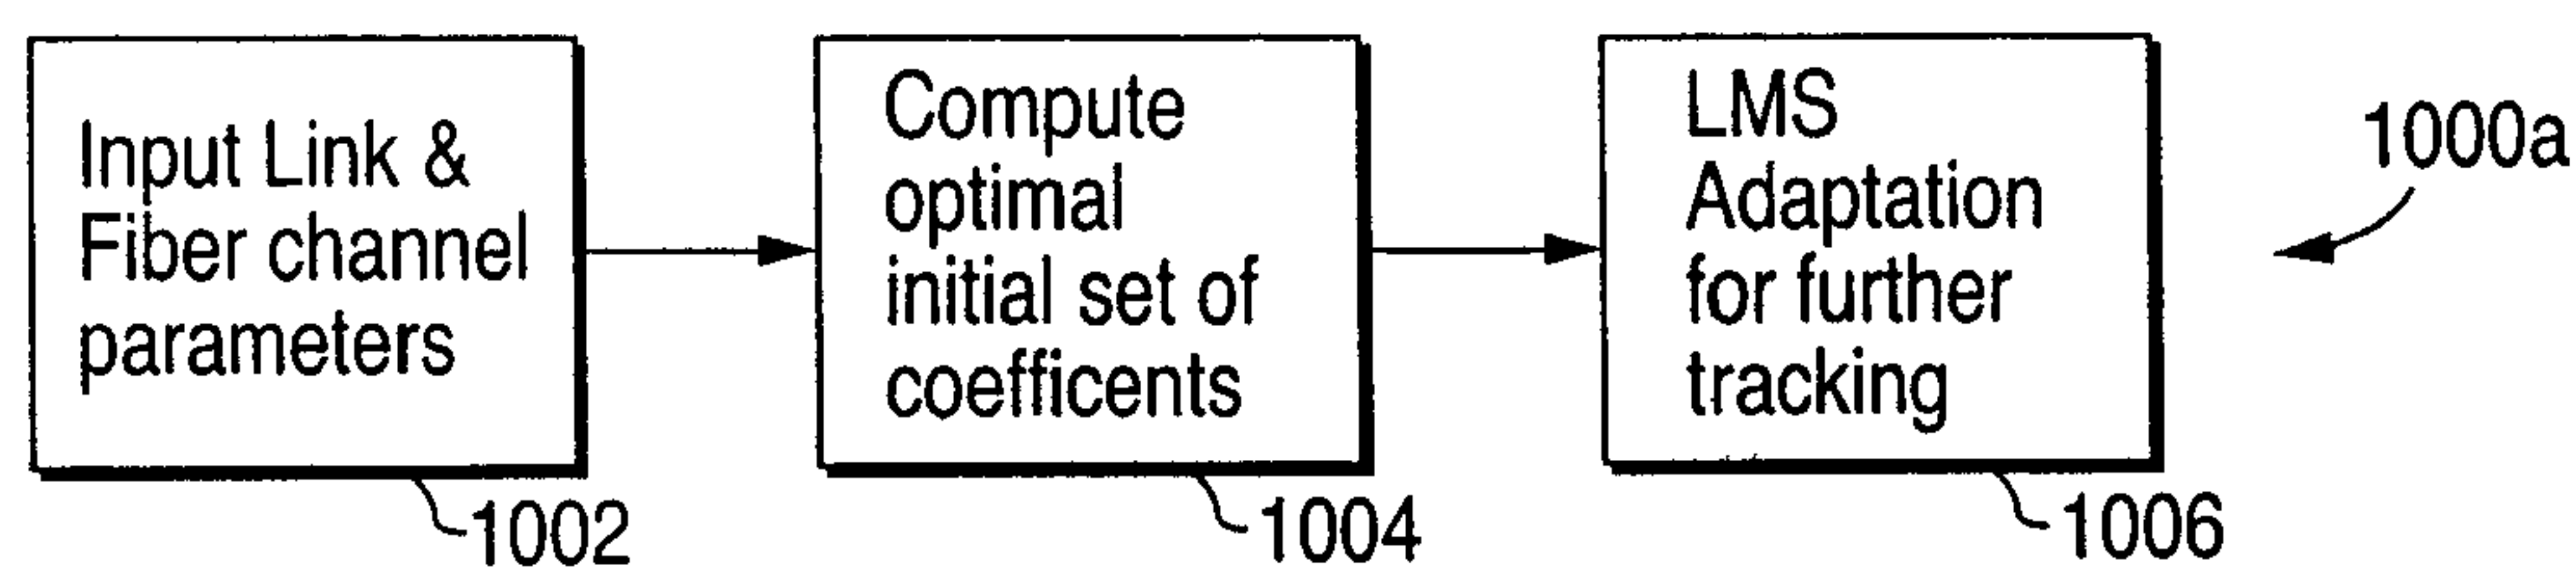 Input Link &
Fiber channel
parameters
1002
Compute
optimal
initial set of
coefficents
1004
LMS
Adaptation
for further
tracking
1006
1000a